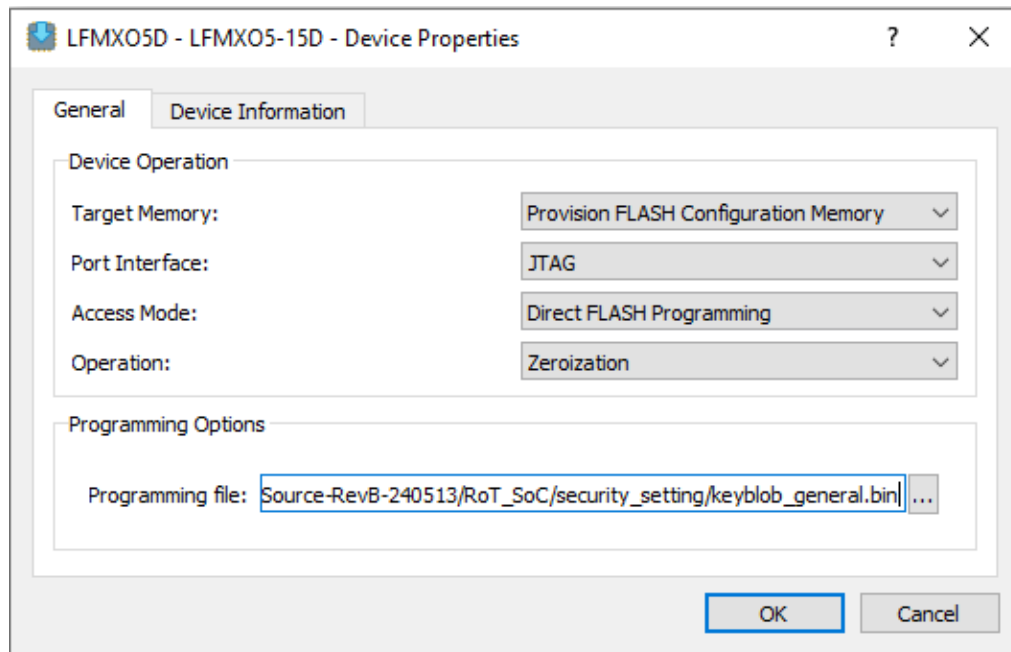 LFMXO5D - LFMXO5-15D - Device Properties ? X
General Device Information
Device Operation
Target Memory: Provision FLASH Configuration Memory
Port Interface: JTAG
Access Mode: Direct FLASH Programming
Operation: Zeroization
Programming Options
Programming file: Source-RevB-240513/RoT_SoC/security_setting/keyblob_general.bin ...
OK Cancel